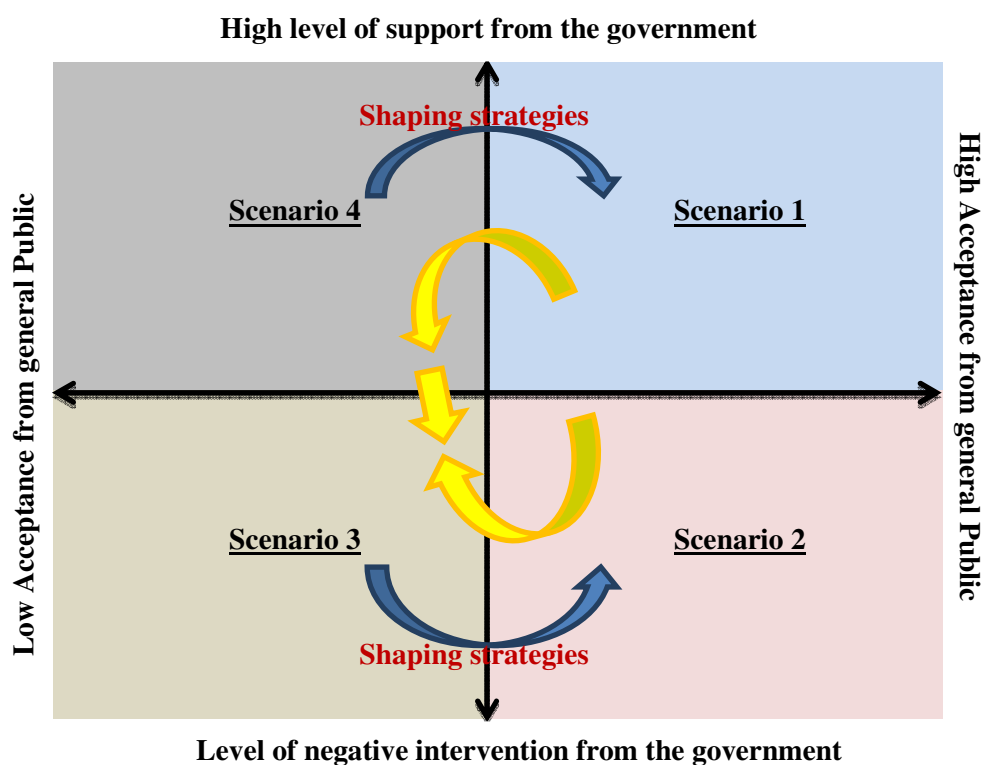 High level of support from the government
Shaping strategies
Scenario 4
Scenario 1
Low Acceptance from general Public
High Acceptance from general Public
Scenario 3
Scenario 2
Shaping strategies
Level of negative intervention from the government